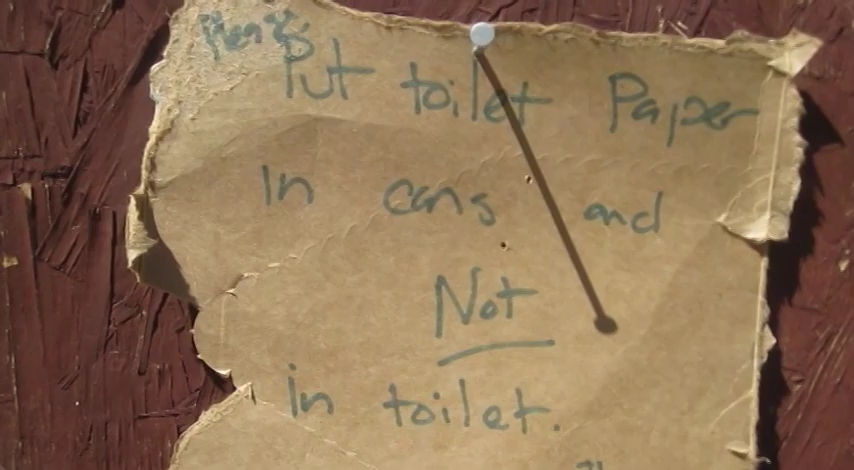 Put toilet Paper
In cans and
Not
in toilet.